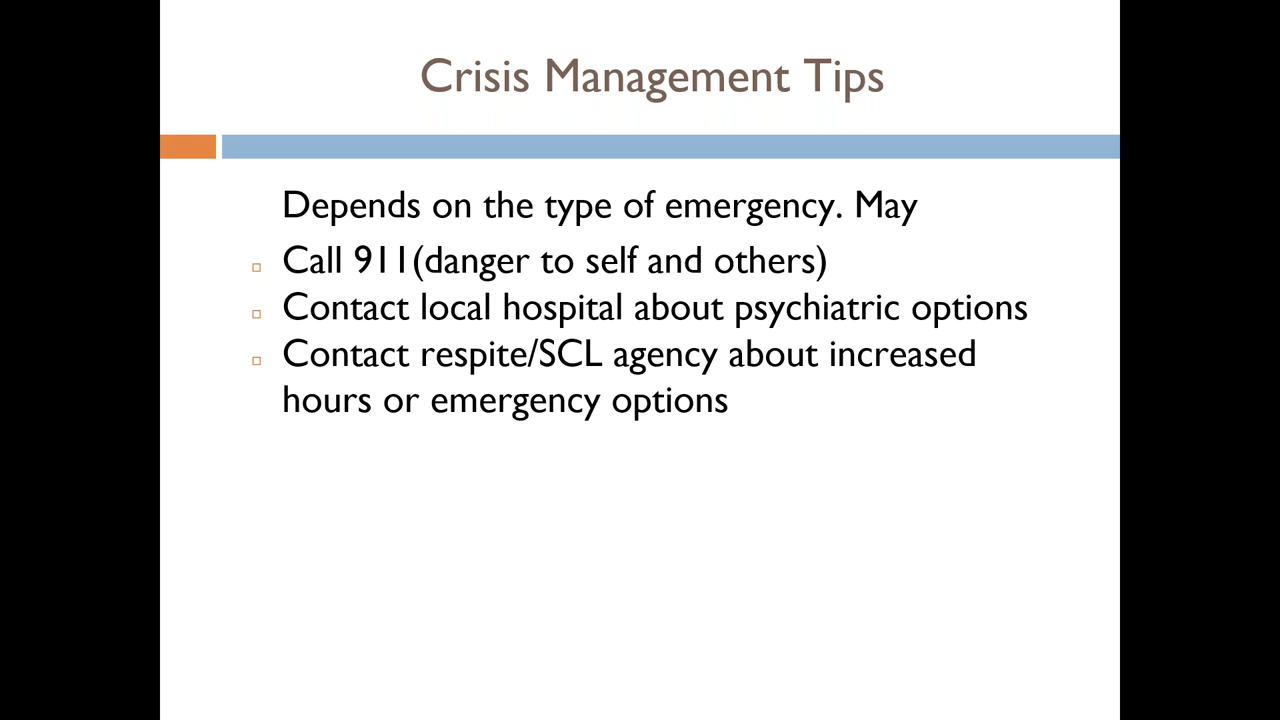 Crisis Management Tips
Depends on the type of emergency. May
Call 911(danger to self and others)
Contact local hospital about psychiatric options
Contact respite/SCL agency about increased
hours or emergency options